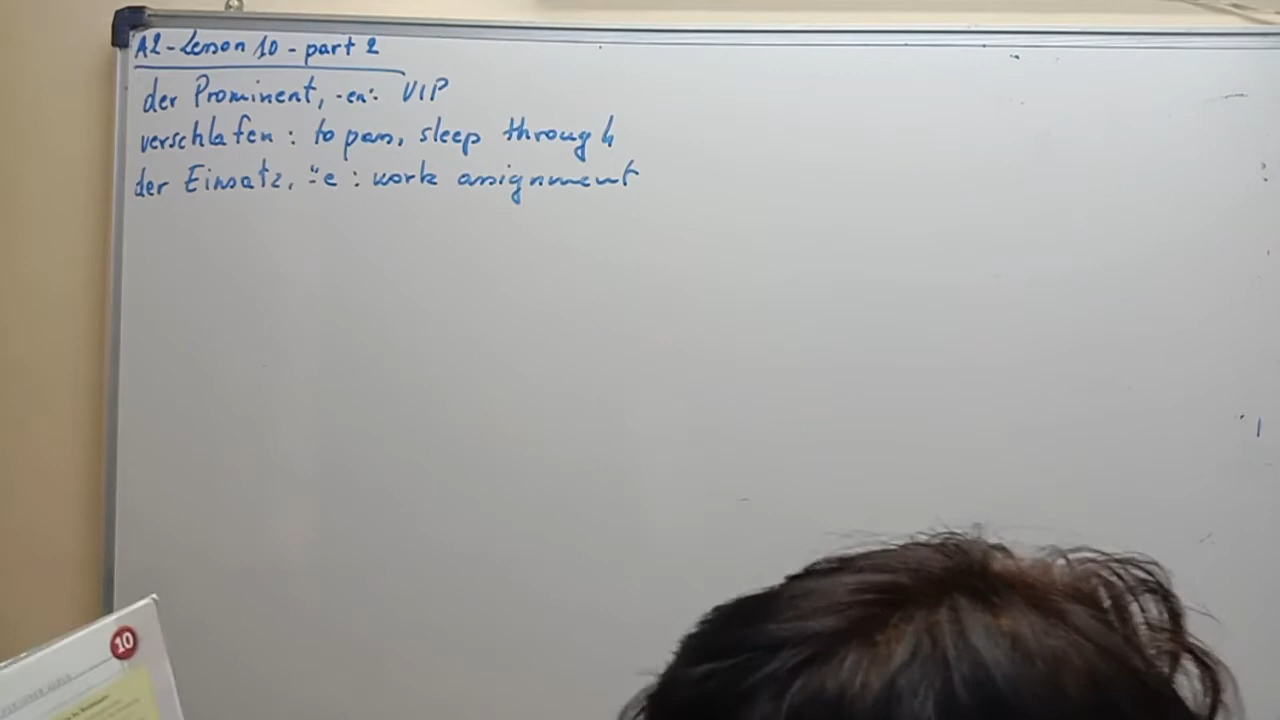 A2 - Lesson 10 - part 2
der Prominent, -en: VIP
verschlafen : to pass, sleep through
der Einsatz, ¨-e : work assignment
10